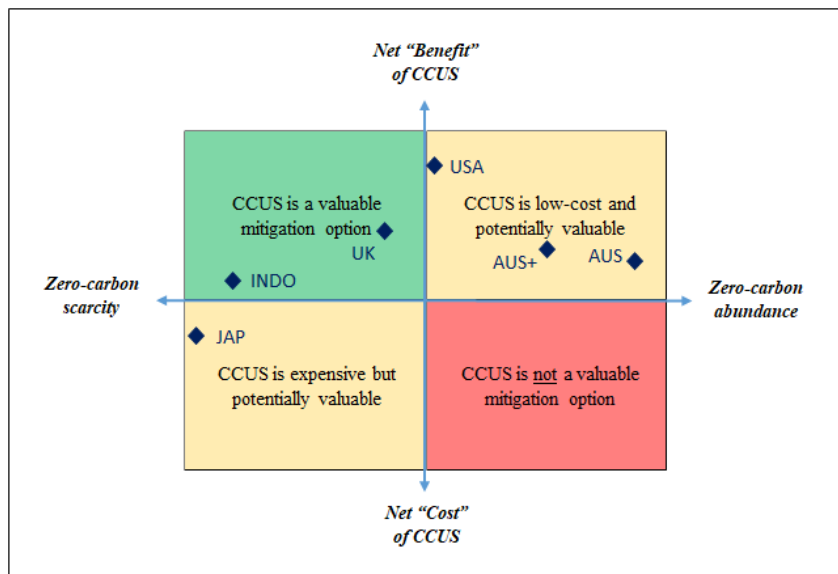 Net “Benefit”
of CCUS
USA
CCUS is a valuable
mitigation option
UK
CCUS is low-cost and
potentially valuable
AUS+
AUS
INDO
Zero-carbon
scarcity
Zero-carbon
abundance
JAP
CCUS is expensive but
potentially valuable
CCUS is not a valuable
mitigation option
Net “Cost”
of CCUS